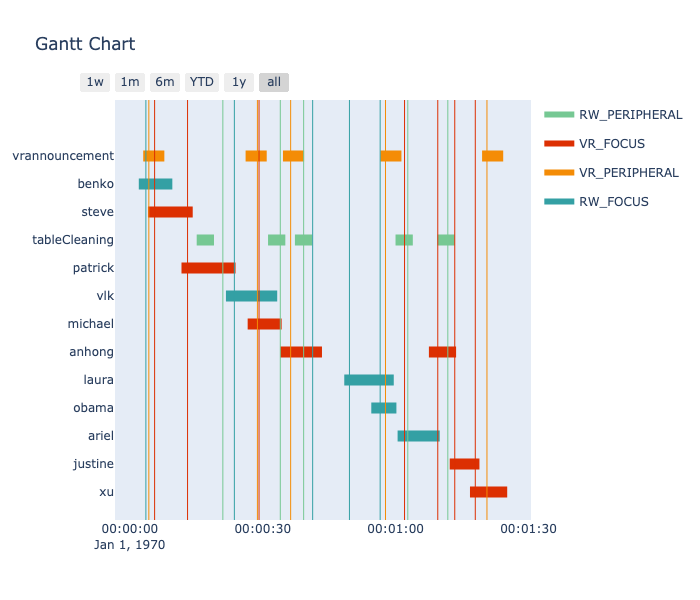 Gantt Chart
1w 1m 6m YTD 1y all
RW_PERIPHERAL
VR_FOCUS
VR_PERIPHERAL
RW_FOCUS
vrannouncement
benko
steve
tableCleaning
patrick
vlk
michael
anhong
laura
obama
ariel
justine
xu
00:00:00 00:00:30 00:01:00 00:01:30
Jan 1, 1970